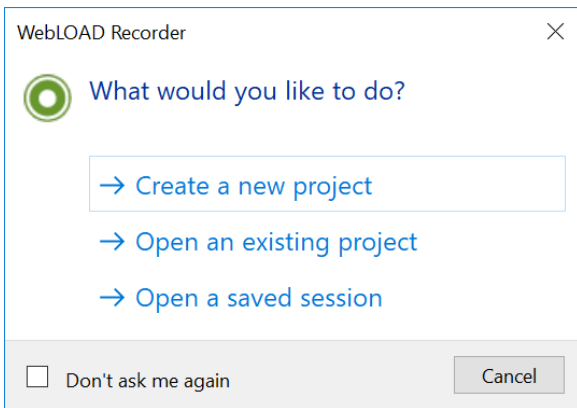 WebLOAD Recorder
What would you like to do?
→ Create a new project
→ Open an existing project
→ Open a saved session
Don't ask me again
Cancel